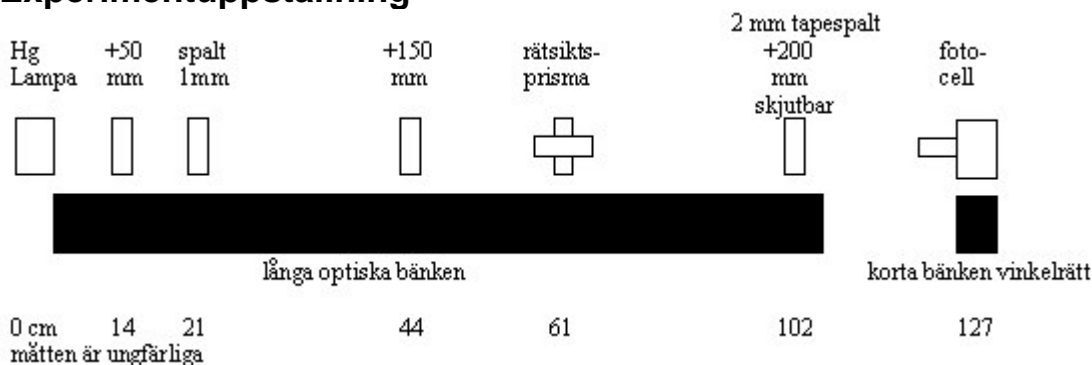 Experimentuppställning
2 mm tapespalt
Hg +50 spalt +150 rätsikts- +200 foto-
Lampa mm 1mm mm prisma mm cell
skjutbar
långa optiska bänken korta bänken vinkelrätt
0 cm 14 21 44 61 102 127
måtten är ungfärliga